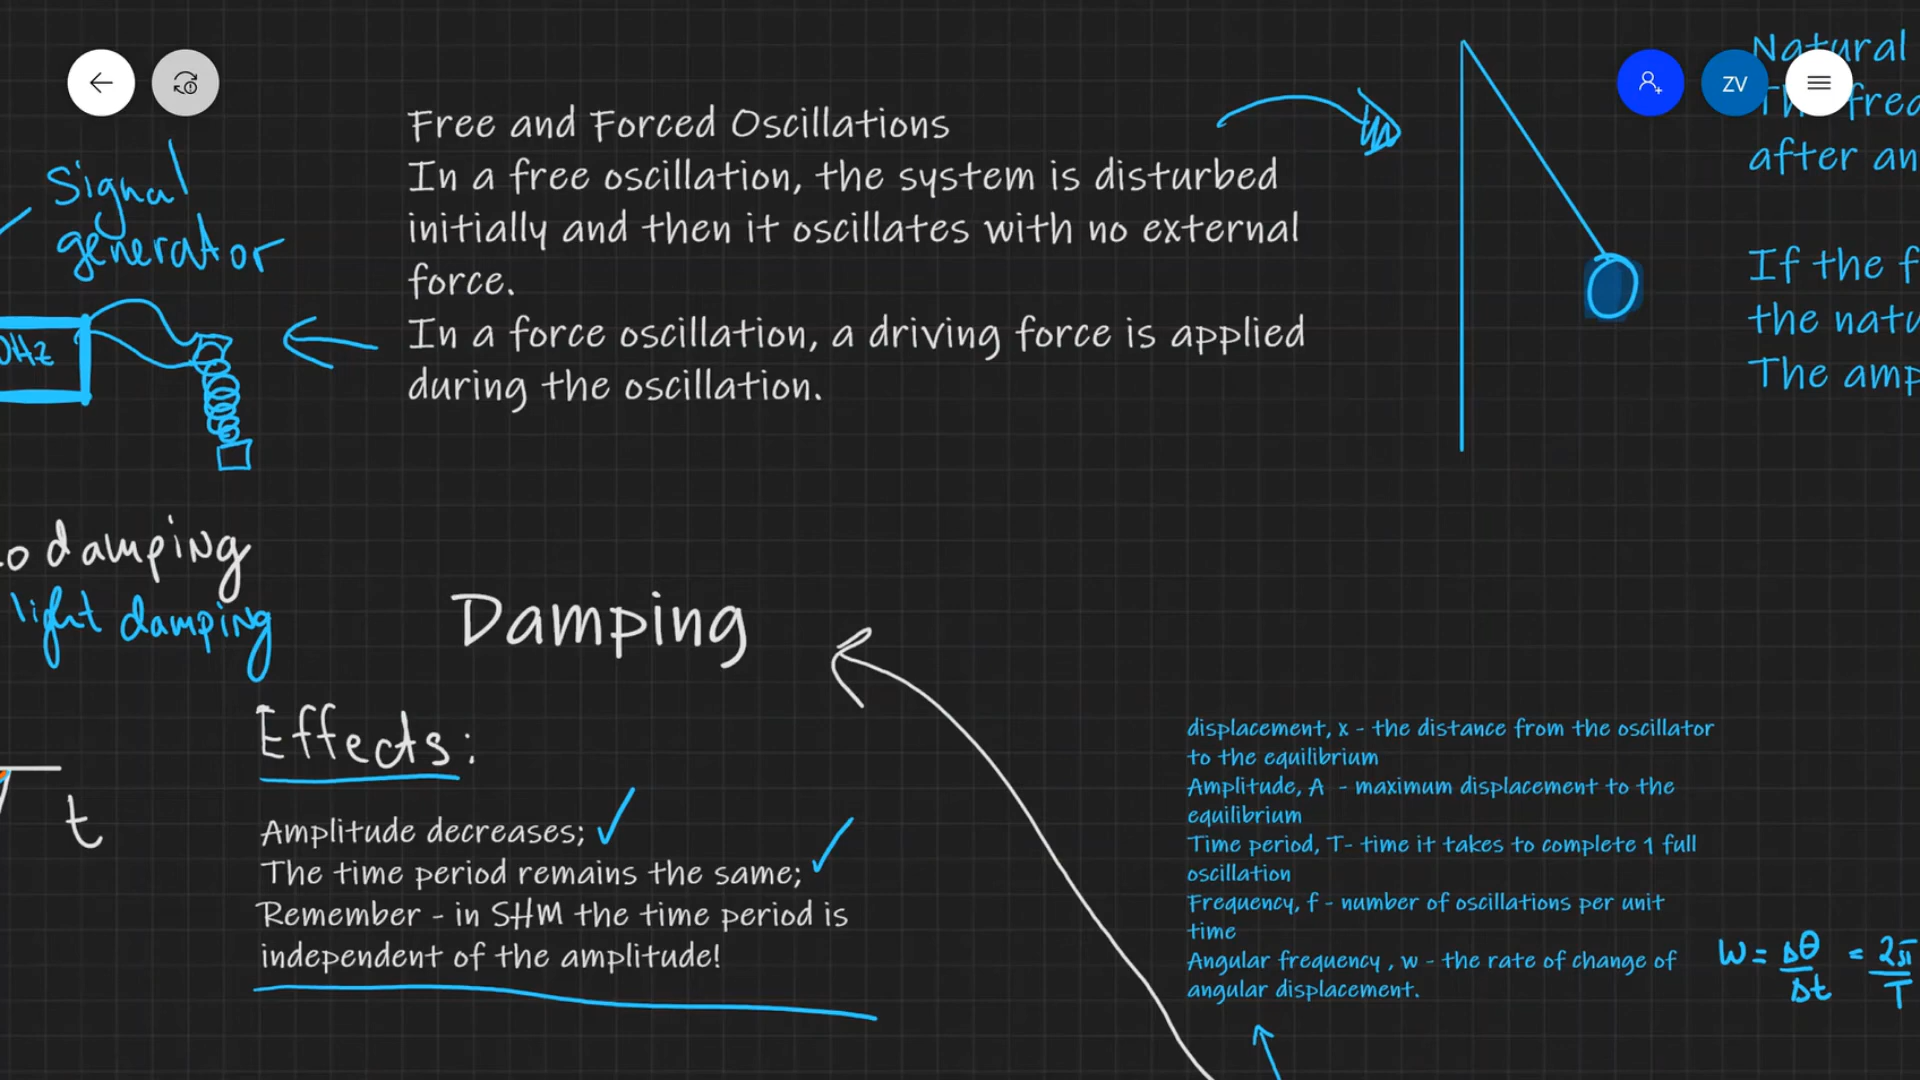 Free and Forced Oscillations
In a free oscillation, the system is disturbed
initially and then it oscillates with no external
force.
In a force oscillation, a driving force is applied
during the oscillation.
Signal
generator
0Hz
ZV
Natural
freq
after an
If the f
the natu
The amp
o damping
light damping
Damping
Effects:
t
Amplitude decreases; ✓
The time period remains the same; ✓
Remember - in SHM the time period is
independent of the amplitude!
displacement, x - the distance from the oscillator
to the equilibrium
Amplitude, A - maximum displacement to the
equilibrium
Time period, T- time it takes to complete 1 full
oscillation
Frequency, f - number of oscillations per unit
time
Angular frequency , w - the rate of change of
angular displacement.
ω = Δθ/Δt = 2π/T